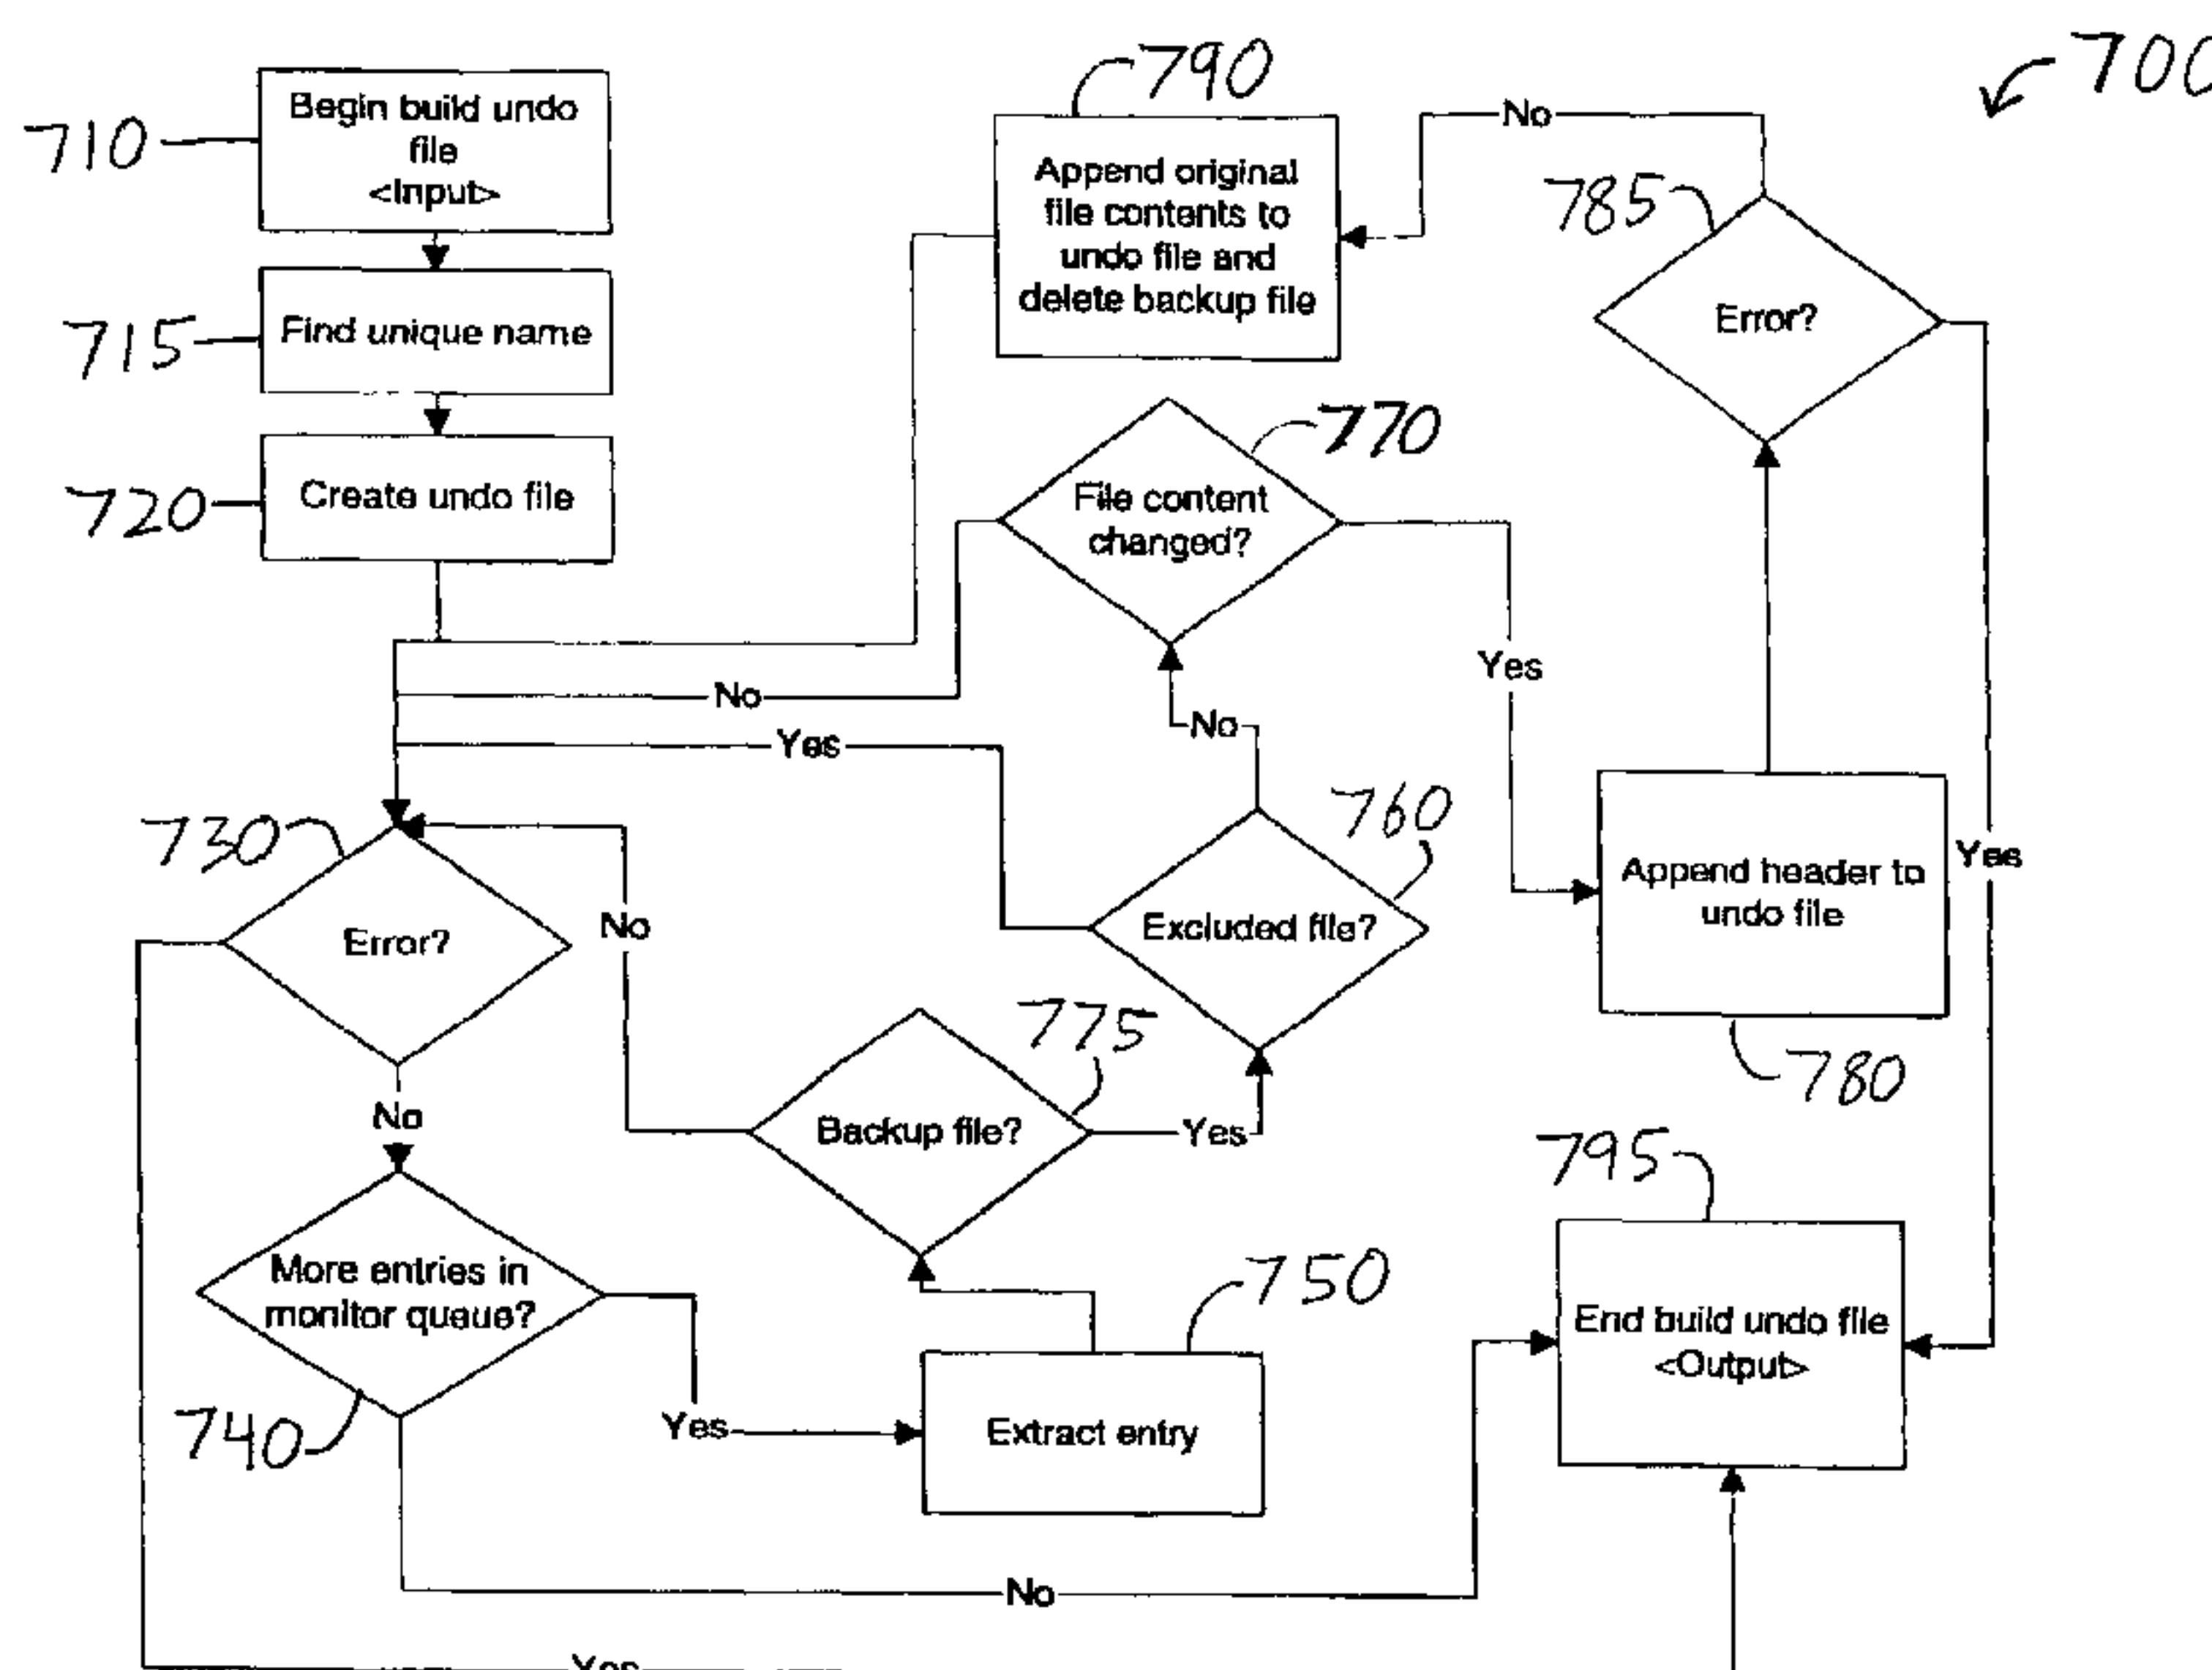 790
700
Begin build undo
file
<Input>
710
No
Append original
file contents to
undo file and
delete backup file
785
Error?
715
Find unique name
770
720
Create undo file
File content
changed?
Yes
No
No
Yes
760
730
Yes
Append header to
undo file
No
Excluded file?
Error?
775
780
No
Backup file?
Yes
795
More entries in
monitor queue?
750
End build undo file
<Output>
740
Yes
Extract entry
No
Yes